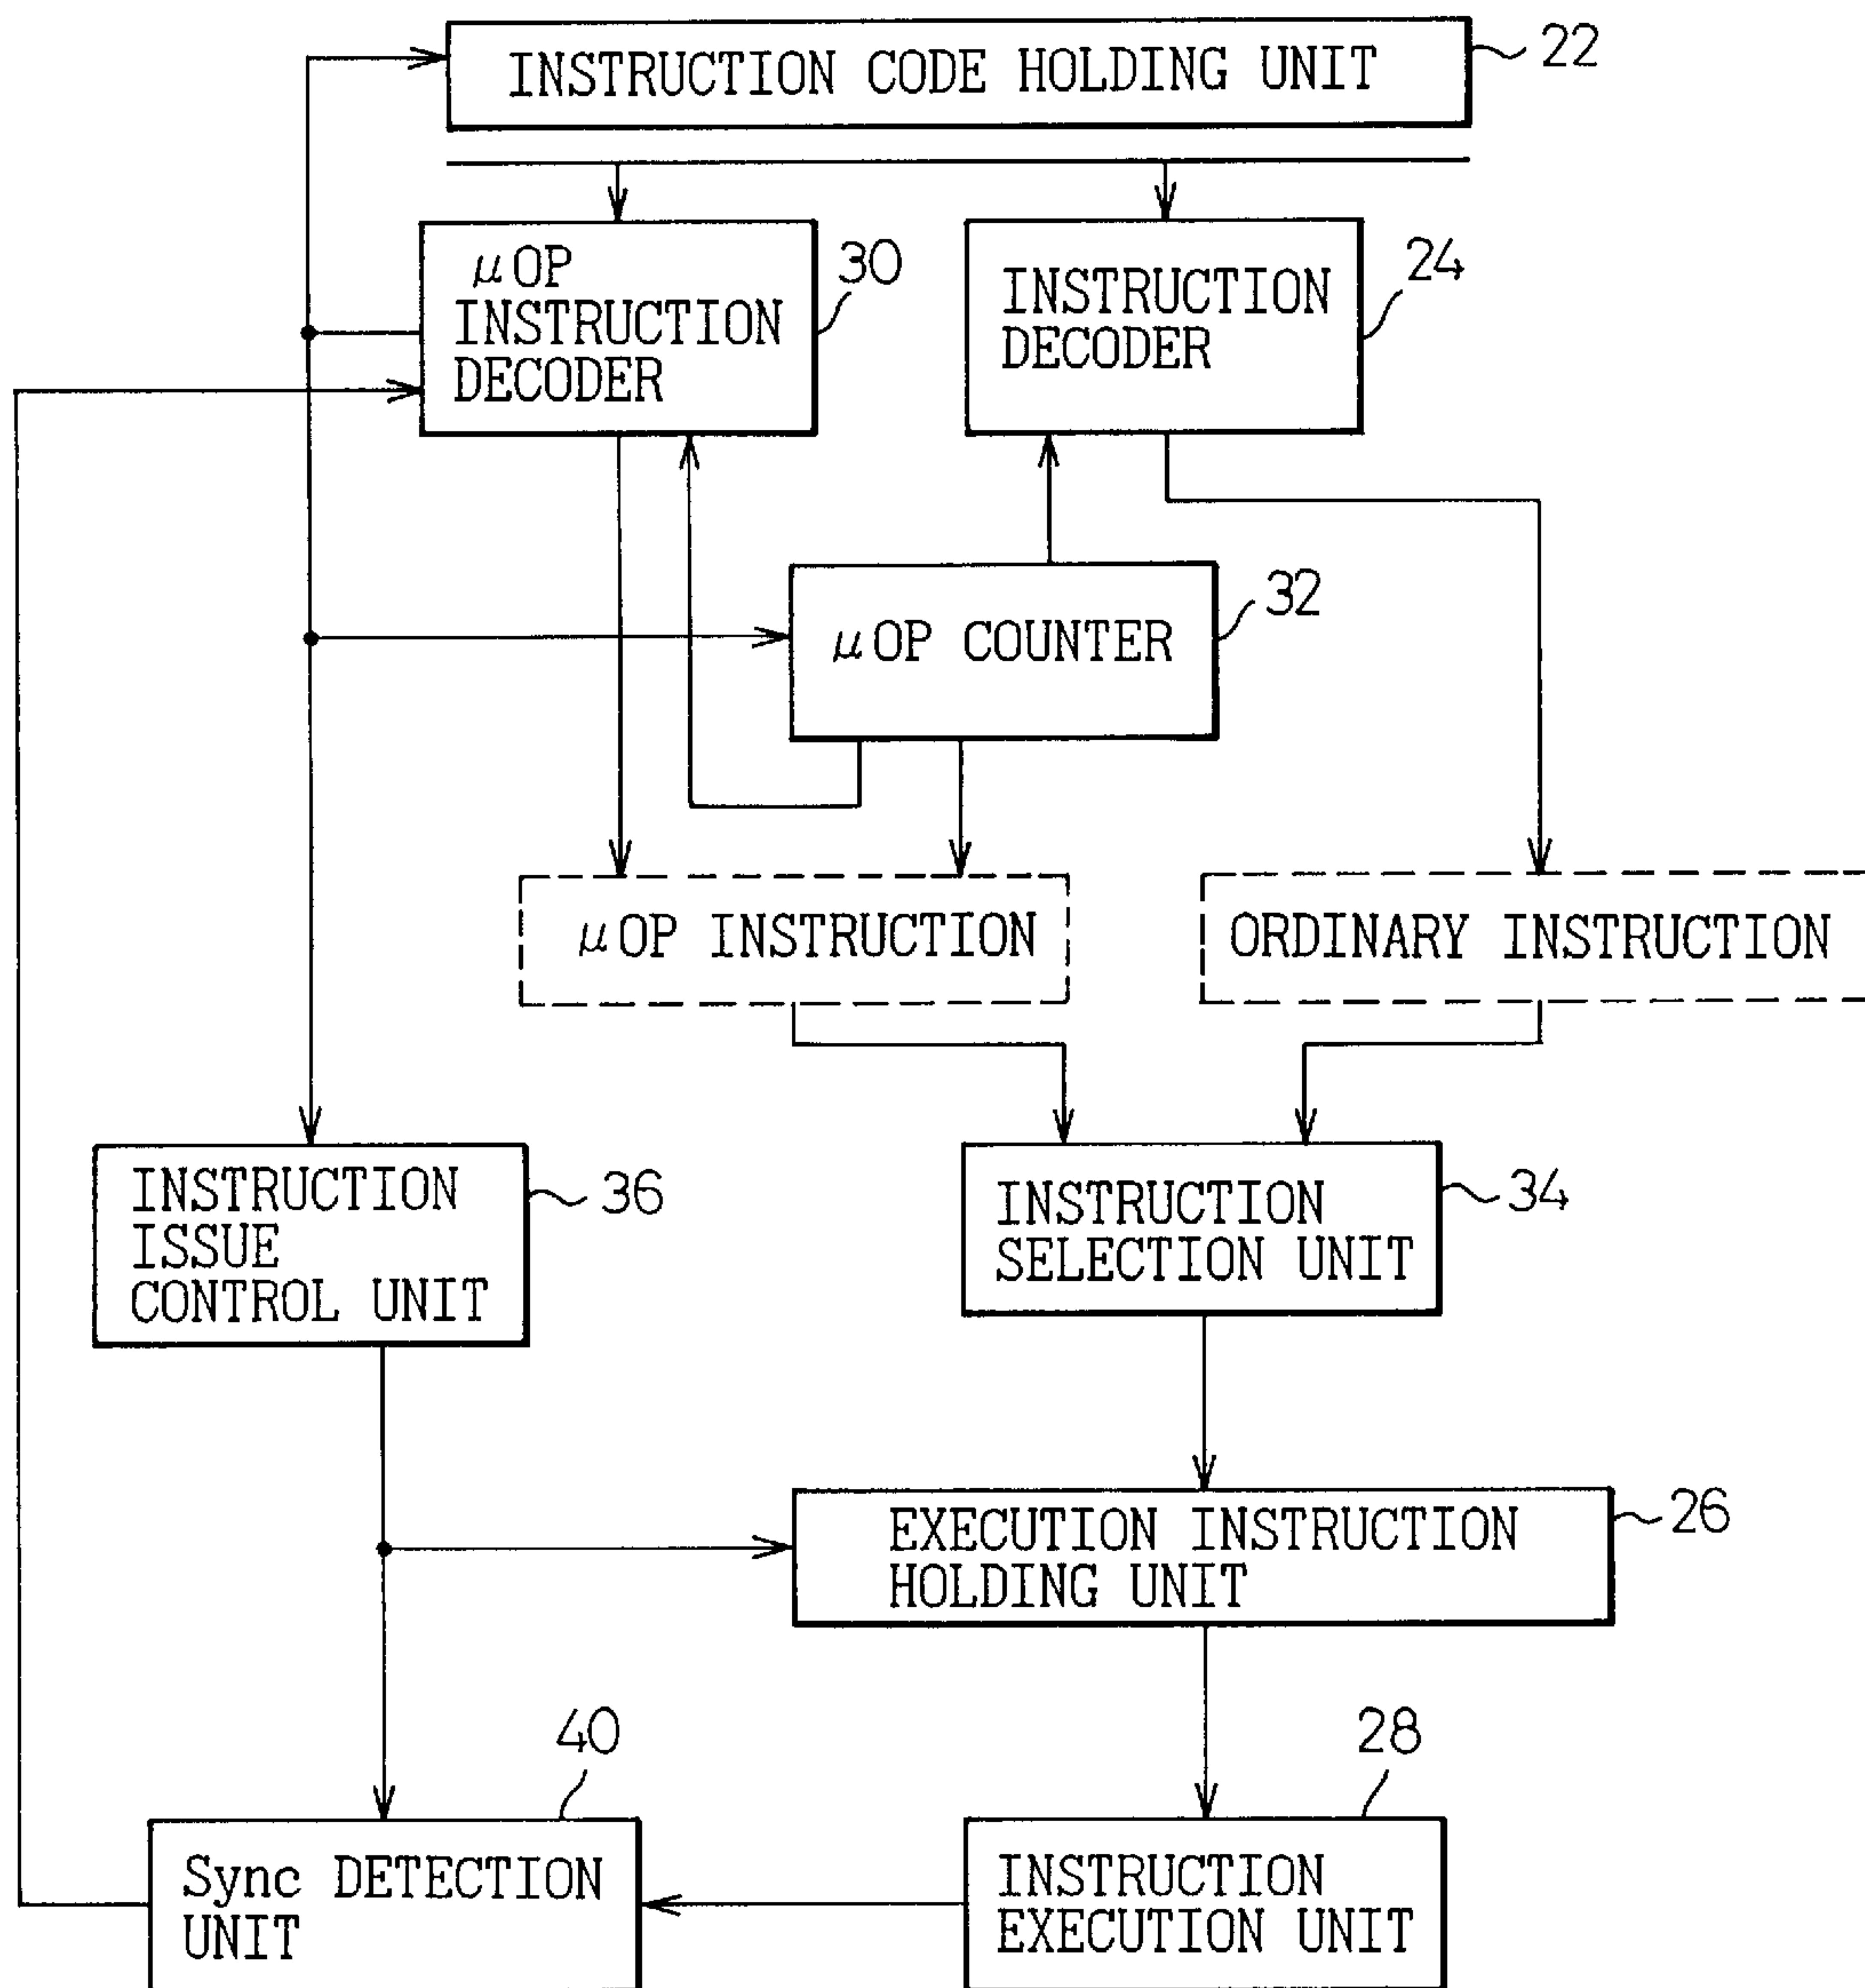 INSTRUCTION CODE HOLDING UNIT
22
μOP
INSTRUCTION
DECODER
30
INSTRUCTION
DECODER
24
μOP COUNTER
32
μOP INSTRUCTION
ORDINARY INSTRUCTION
INSTRUCTION
ISSUE
CONTROL UNIT
36
INSTRUCTION
SELECTION UNIT
34
EXECUTION INSTRUCTION
HOLDING UNIT
26
40
Sync DETECTION
UNIT
28
INSTRUCTION
EXECUTION UNIT